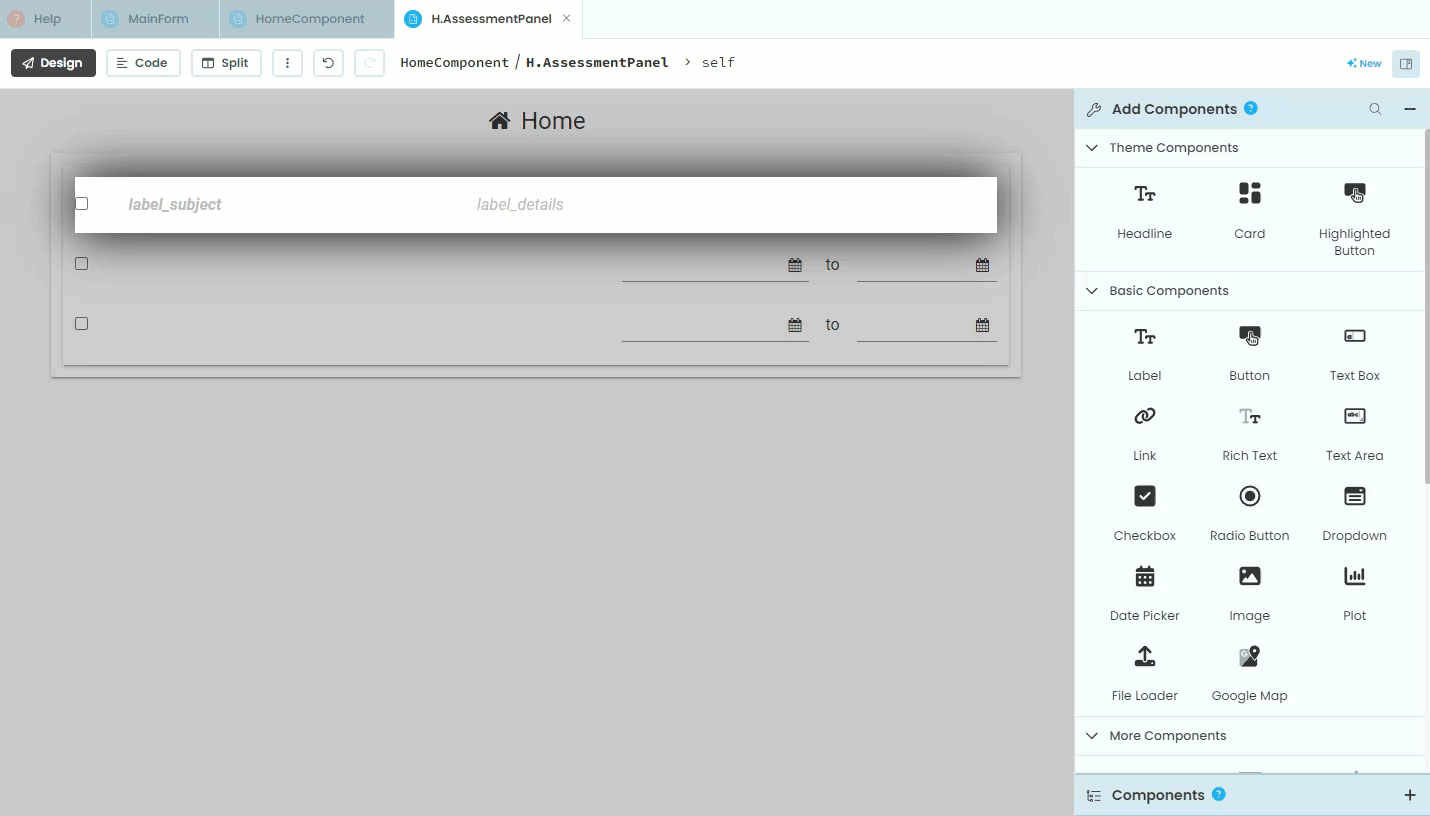 Help MainForm HomeComponent H.AssessmentPanel
Design Code Split HomeComponent / H.AssessmentPanel > self New
Home
label_subject label_details
to
to
Add Components ?
Theme Components
Headline Card Highlighted
Button
Basic Components
Label Button Text Box
Link Rich Text Text Area
Checkbox Radio Button Dropdown
Date Picker Image Plot
File Loader Google Map
More Components
Components ?